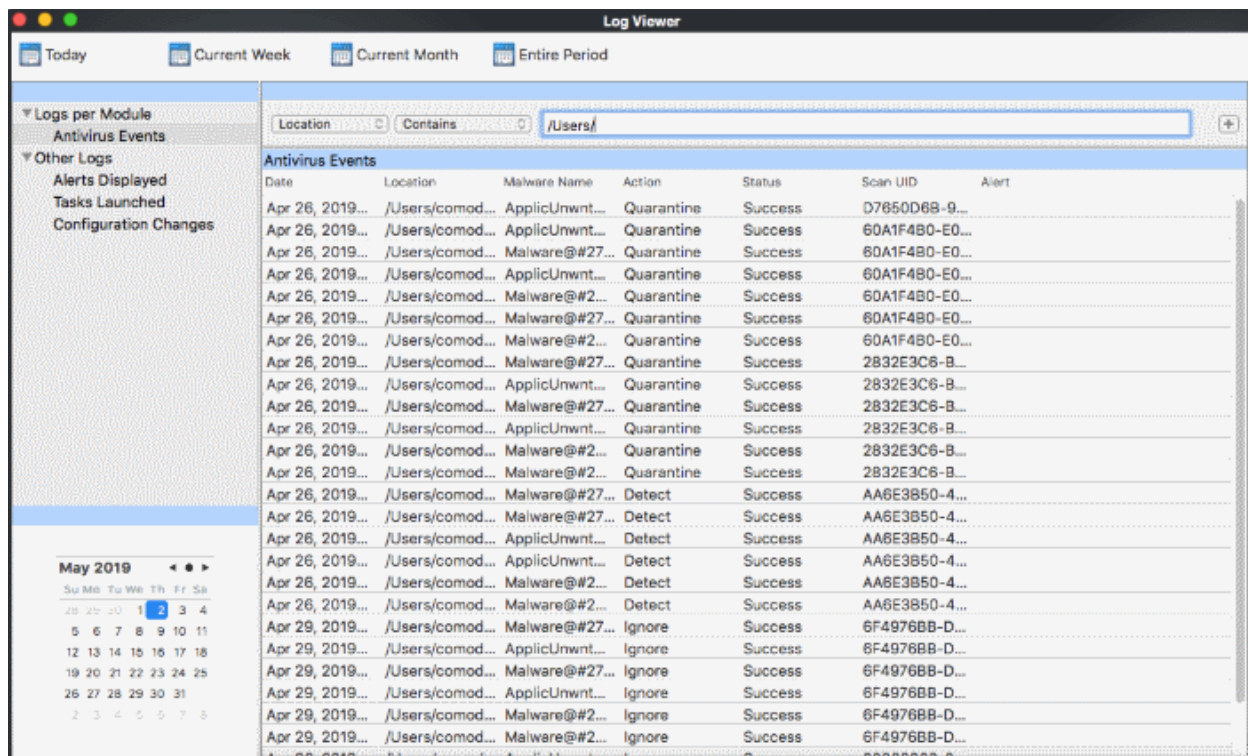 Log Viewer
Today Current Week Current Month Entire Period
Logs per Module
Antivirus Events
Other Logs
Alerts Displayed
Tasks Launched
Configuration Changes
Location Contains /Users/
Antivirus Events
Date Location Malware Name Action Status Scan UID Alert
Apr 26, 2019... /Users/comod... ApplicUnwnt... Quarantine Success D7650D6B-9...
Apr 26, 2019... /Users/comod... ApplicUnwnt... Quarantine Success 60A1F4B0-E0...
Apr 26, 2019... /Users/comod... Malware@#27... Quarantine Success 60A1F4B0-E0...
Apr 26, 2019... /Users/comod... ApplicUnwnt... Quarantine Success 60A1F4B0-E0...
Apr 26, 2019... /Users/comod... Malware@#2... Quarantine Success 60A1F4B0-E0...
Apr 26, 2019... /Users/comod... Malware@#27... Quarantine Success 60A1F4B0-E0...
Apr 26, 2019... /Users/comod... Malware@#2... Quarantine Success 60A1F4B0-E0...
Apr 26, 2019... /Users/comod... Malware@#27... Quarantine Success 2832E3C6-B...
Apr 26, 2019... /Users/comod... ApplicUnwnt... Quarantine Success 2832E3C6-B...
Apr 26, 2019... /Users/comod... Malware@#27... Quarantine Success 2832E3C6-B...
Apr 26, 2019... /Users/comod... ApplicUnwnt... Quarantine Success 2832E3C6-B...
Apr 26, 2019... /Users/comod... Malware@#2... Quarantine Success 2832E3C6-B...
Apr 26, 2019... /Users/comod... Malware@#2... Quarantine Success 2832E3C6-B...
Apr 26, 2019... /Users/comod... Malware@#27... Detect Success AA6E3B50-4...
Apr 26, 2019... /Users/comod... Malware@#27... Detect Success AA6E3B50-4...
Apr 26, 2019... /Users/comod... ApplicUnwnt... Detect Success AA6E3B50-4...
Apr 26, 2019... /Users/comod... ApplicUnwnt... Detect Success AA6E3B50-4...
Apr 26, 2019... /Users/comod... Malware@#2... Detect Success AA6E3B50-4...
Apr 26, 2019... /Users/comod... Malware@#2... Detect Success AA6E3B50-4...
Apr 29, 2019... /Users/comod... Malware@#27... Ignore Success 6F4976BB-D...
Apr 29, 2019... /Users/comod... ApplicUnwnt... Ignore Success 6F4976BB-D...
Apr 29, 2019... /Users/comod... Malware@#27... Ignore Success 6F4976BB-D...
Apr 29, 2019... /Users/comod... ApplicUnwnt... Ignore Success 6F4976BB-D...
Apr 29, 2019... /Users/comod... Malware@#2... Ignore Success 6F4976BB-D...
Apr 29, 2019... /Users/comod... Malware@#2... Ignore Success 6F4976BB-D...
May 2019
Su Mo Tu We Th Fr Sa
28 29 30 1 2 3 4
5 6 7 8 9 10 11
12 13 14 15 16 17 18
19 20 21 22 23 24 25
26 27 28 29 30 31
2 3 4 5 6 7 8